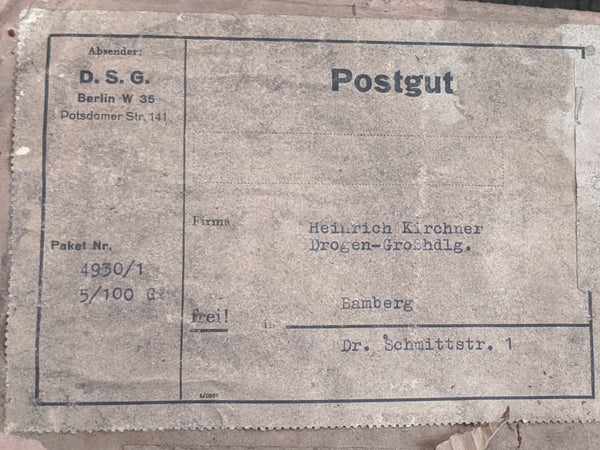 Absender:
D. S. G.
Berlin W 35
Potsdamer Str. 141
Postgut
Firma
Heinrich Kirchner
Drogen-Großhdlg.
Paket Nr.
4930/1
5/100 G
frei!
in
Bamberg
Dr. Schmittstr. 1